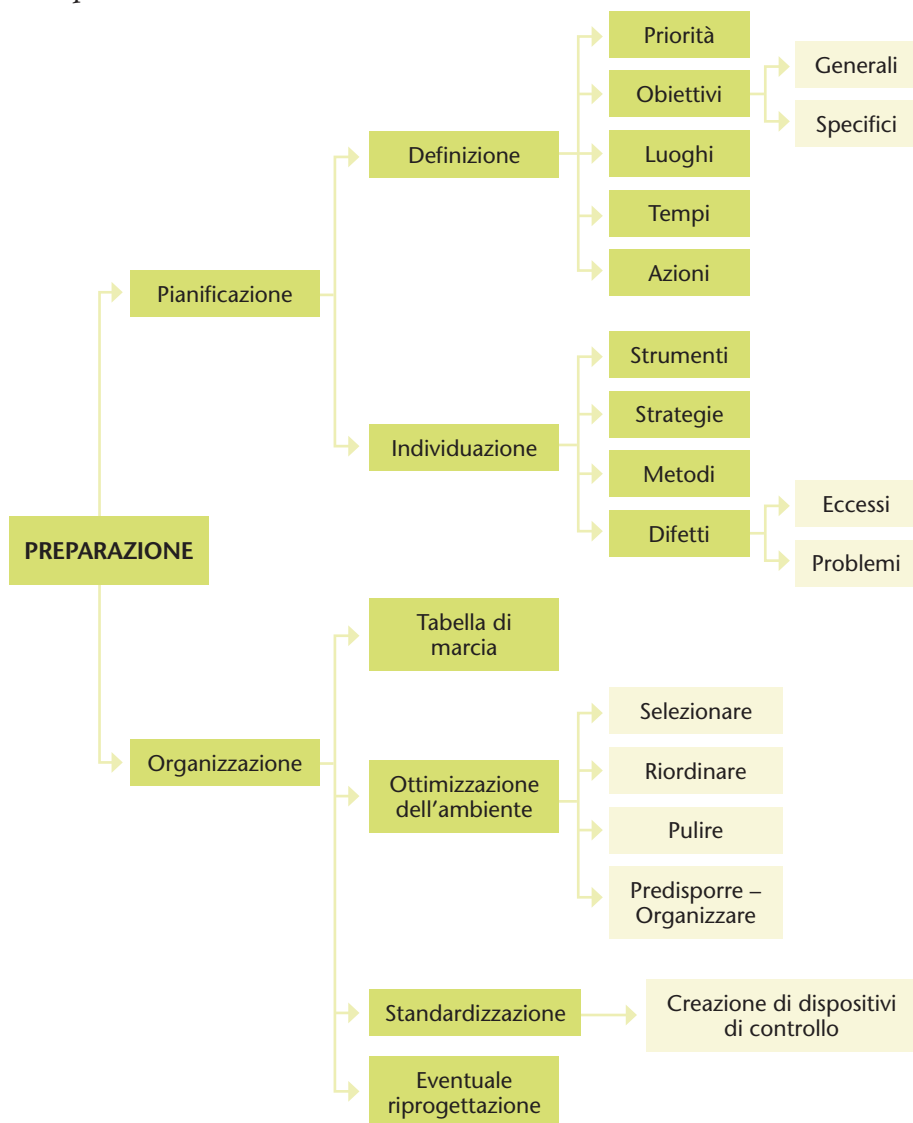 Priorità
Generali
Obiettivi
Specifici
Definizione
Luoghi
Tempi
Azioni
Pianificazione
Strumenti
Strategie
Individuazione
Metodi
Eccessi
Difetti
Problemi
PREPARAZIONE
Tabella di
marcia
Selezionare
Organizzazione
Riordinare
Ottimizzazione
dell'ambiente
Pulire
Predisporre –
Organizzare
Standardizzazione
Creazione di dispositivi
di controllo
Eventuale
riprogettazione